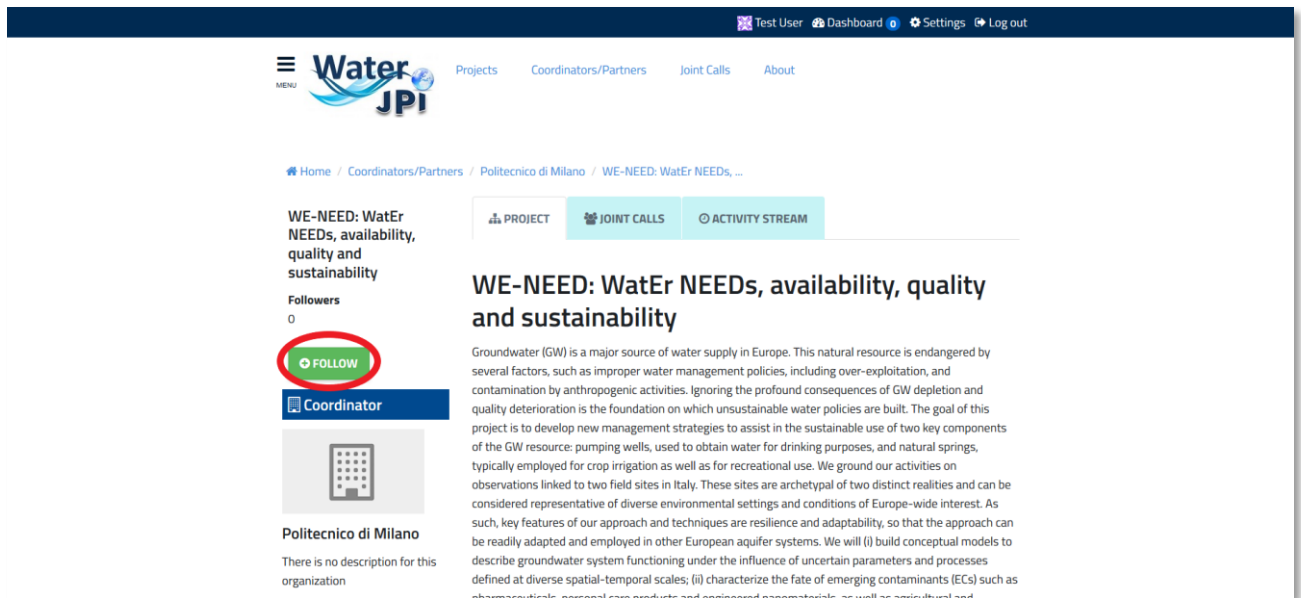 Test User Dashboard 0 Settings Log out
MENU
Water
JPI
Projects Coordinators/Partners Joint Calls About
Home / Coordinators/Partners / Politecnico di Milano / WE-NEED: WatEr NEEDs, ...
WE-NEED: WatEr
NEEDs, availability,
quality and
sustainability
Followers
0
FOLLOW
Coordinator
Politecnico di Milano
There is no description for this
organization
PROJECT JOINT CALLS ACTIVITY STREAM
WE-NEED: WatEr NEEDs, availability, quality
and sustainability
Groundwater (GW) is a major source of water supply in Europe. This natural resource is endangered by
several factors, such as improper water management policies, including over-exploitation, and
contamination by anthropogenic activities. Ignoring the profound consequences of GW depletion and
quality deterioration is the foundation on which unsustainable water policies are built. The goal of this
project is to develop new management strategies to assist in the sustainable use of two key components
of the GW resource: pumping wells, used to obtain water for drinking purposes, and natural springs,
typically employed for crop irrigation as well as for recreational use. We ground our activities on
observations linked to two field sites in Italy. These sites are archetypal of two distinct realities and can be
considered representative of diverse environmental settings and conditions of Europe-wide interest. As
such, key features of our approach and techniques are resilience and adaptability, so that the approach can
be readily adapted and employed in other European aquifer systems. We will (i) build conceptual models to
describe groundwater system functioning under the influence of uncertain parameters and processes
defined at diverse spatial-temporal scales; (ii) characterize the fate of emerging contaminants (ECs) such as
pharmaceuticals, personal care products and engineered nanomaterials, as well as agricultural and